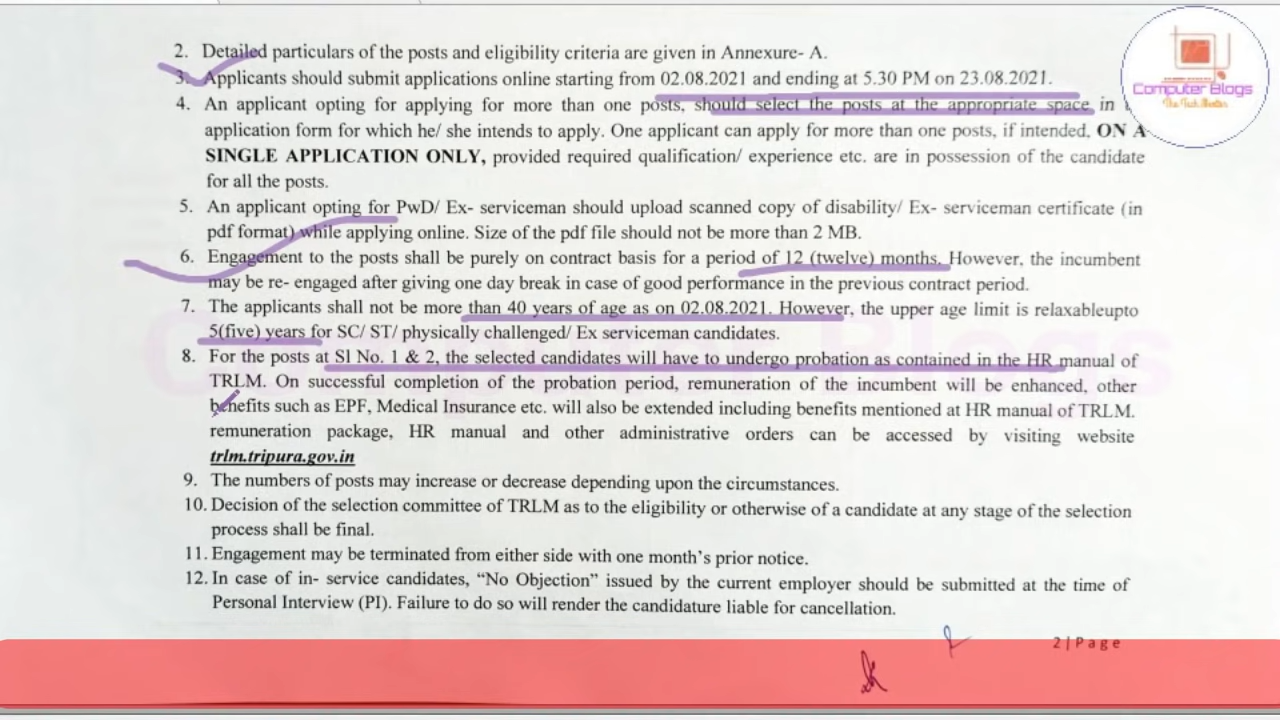 2. Detailed particulars of the posts and eligibility criteria are given in Annexure- A.
3. Applicants should submit applications online starting from 02.08.2021 and ending at 5.30 PM on 23.08.2021.
4. An applicant opting for applying for more than one posts, should select the posts at the appropriate space in
application form for which he/ she intends to apply. One applicant can apply for more than one posts, if intended, ON A
SINGLE APPLICATION ONLY, provided required qualification/ experience etc. are in possession of the candidate
for all the posts.
5. An applicant opting for PwD/ Ex- serviceman should upload scanned copy of disability/ Ex- serviceman certificate (in
pdf format) while applying online. Size of the pdf file should not be more than 2 MB.
6. Engagement to the posts shall be purely on contract basis for a period of 12 (twelve) months. However, the incumbent
may be re- engaged after giving one day break in case of good performance in the previous contract period.
7. The applicants shall not be more than 40 years of age as on 02.08.2021. However, the upper age limit is relaxableupto
5(five) years for SC/ ST/ physically challenged/ Ex serviceman candidates.
8. For the posts at SI No. 1 & 2, the selected candidates will have to undergo probation as contained in the HR manual of
TRLM. On successful completion of the probation period, remuneration of the incumbent will be enhanced, other
benefits such as EPF, Medical Insurance etc. will also be extended including benefits mentioned at HR manual of TRLM.
remuneration package, HR manual and other administrative orders can be accessed by visiting website
trlm.tripura.gov.in
9. The numbers of posts may increase or decrease depending upon the circumstances.
10. Decision of the selection committee of TRLM as to the eligibility or otherwise of a candidate at any stage of the selection
process shall be final.
11. Engagement may be terminated from either side with one month's prior notice.
12. In case of in- service candidates, "No Objection" issued by the current employer should be submitted at the time of
Personal Interview (PI). Failure to do so will render the candidature liable for cancellation.
2|Page
Computer Blogs